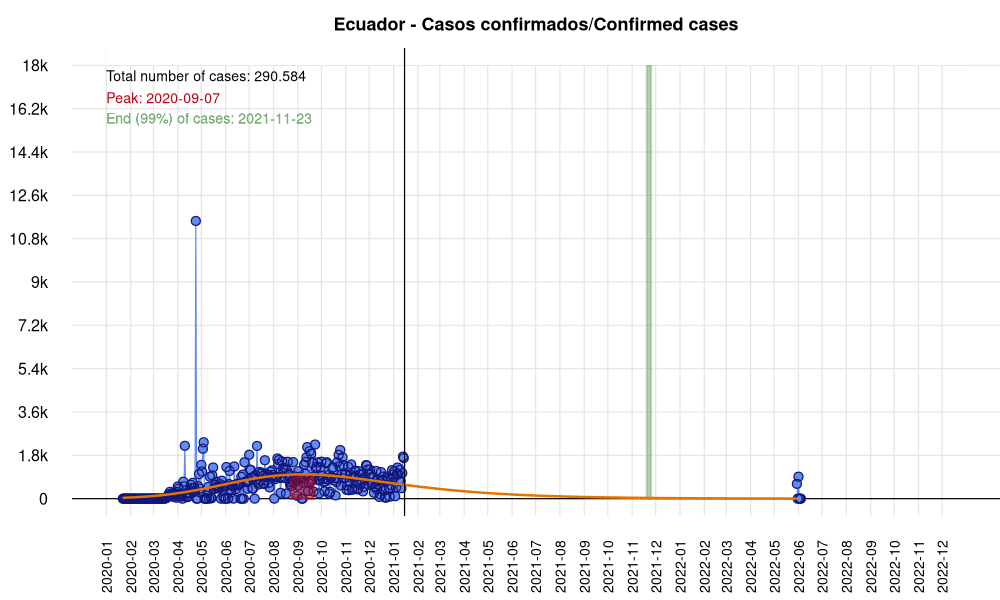 Ecuador - Casos confirmados/Confirmed cases
Total number of cases: 290.584
Peak: 2020-09-07
End (99%) of cases: 2021-11-23
18k
16.2k
14.4k
12.6k
10.8k
9k
7.2k
5.4k
3.6k
1.8k
0
2020-01
2020-02
2020-03
2020-04
2020-05
2020-06
2020-07
2020-08
2020-09
2020-10
2020-11
2020-12
2021-01
2021-02
2021-03
2021-04
2021-05
2021-06
2021-07
2021-08
2021-09
2021-10
2021-11
2021-12
2022-01
2022-02
2022-03
2022-04
2022-05
2022-06
2022-07
2022-08
2022-09
2022-10
2022-11
2022-12